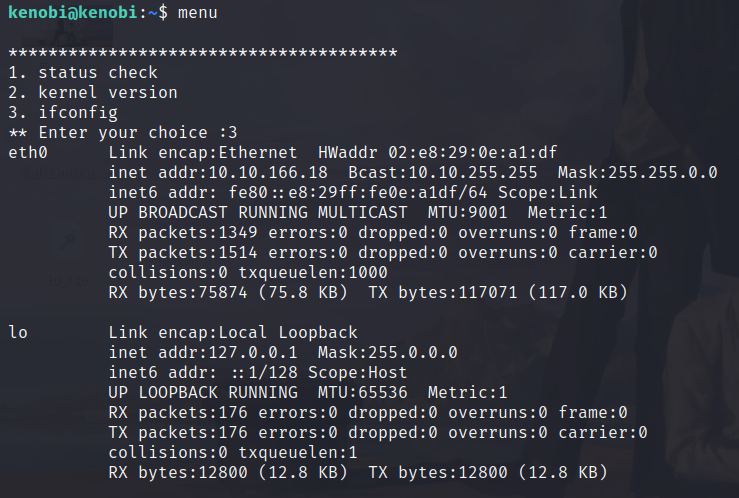 kenobi@kenobi:~$ menu
***************************************
1. status check
2. kernel version
3. ifconfig
** Enter your choice :3
eth0      Link encap:Ethernet  HWaddr 02:e8:29:0e:a1:df
          inet addr:10.10.166.18  Bcast:10.10.255.255  Mask:255.255.0.0
          inet6 addr: fe80::e8:29ff:fe0e:a1df/64 Scope:Link
          UP BROADCAST RUNNING MULTICAST  MTU:9001  Metric:1
          RX packets:1349 errors:0 dropped:0 overruns:0 frame:0
          TX packets:1514 errors:0 dropped:0 overruns:0 carrier:0
          collisions:0 txqueuelen:1000
          RX bytes:75874 (75.8 KB)  TX bytes:117071 (117.0 KB)
lo        Link encap:Local Loopback
          inet addr:127.0.0.1  Mask:255.0.0.0
          inet6 addr: ::1/128 Scope:Host
          UP LOOPBACK RUNNING  MTU:65536  Metric:1
          RX packets:176 errors:0 dropped:0 overruns:0 frame:0
          TX packets:176 errors:0 dropped:0 overruns:0 carrier:0
          collisions:0 txqueuelen:1
          RX bytes:12800 (12.8 KB)  TX bytes:12800 (12.8 KB)